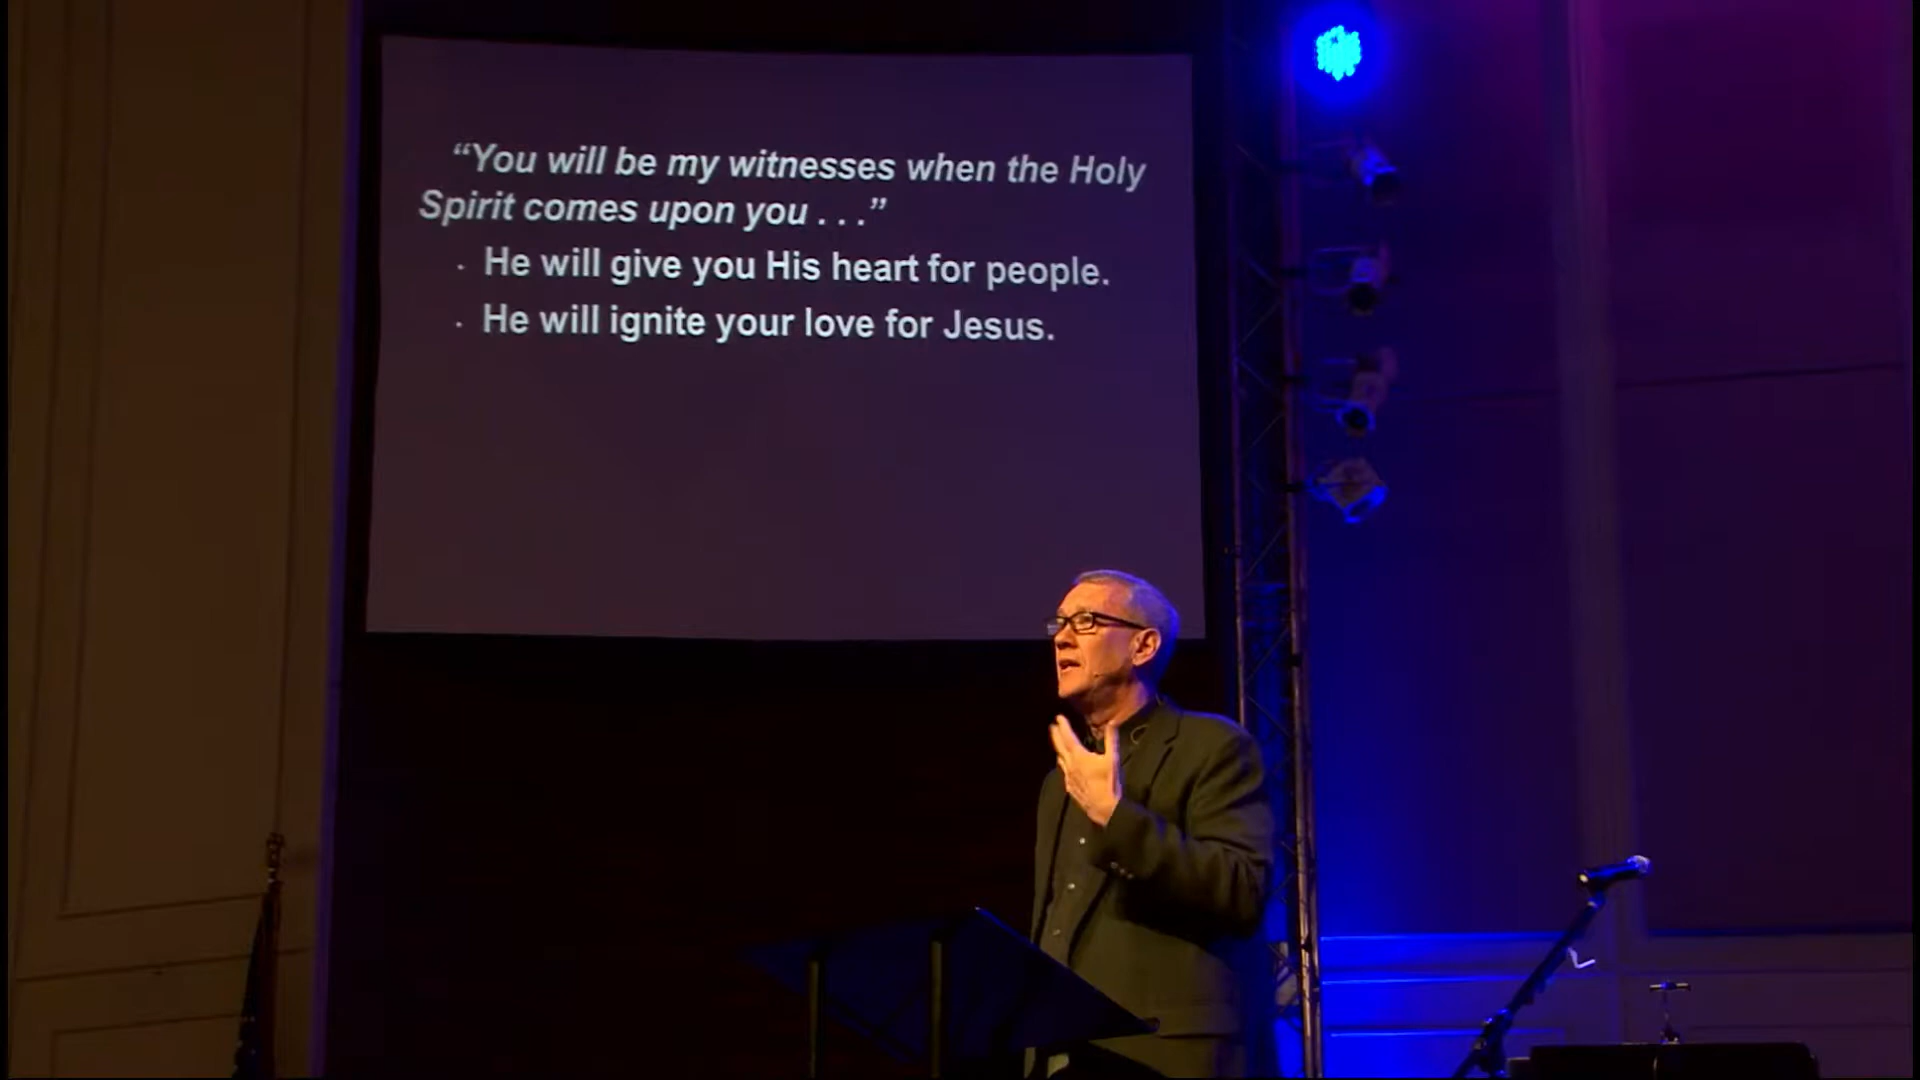 “You will be my witnesses when the Holy
Spirit comes upon you . . .”
· He will give you His heart for people.
· He will ignite your love for Jesus.